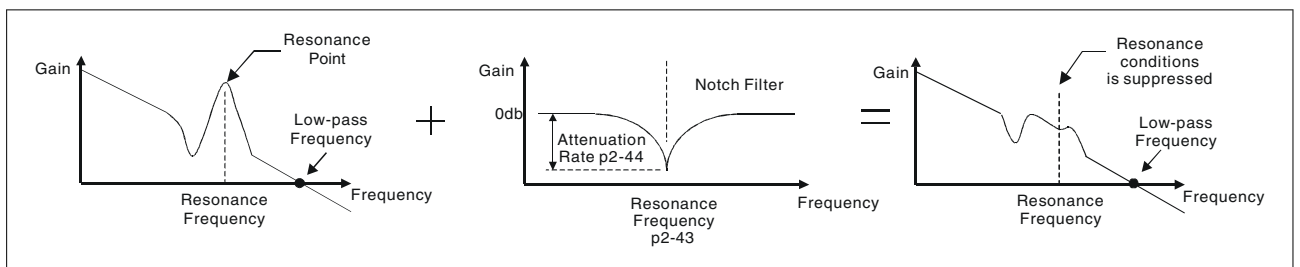 Gain
Resonance
Point
Low-pass
Frequency
Frequency
Resonance
Frequency
+
Gain
0db
Notch Filter
Attenuation
Rate p2-44
Frequency
Resonance
Frequency
p2-43
=
Gain
Resonance
conditions
is suppressed
Low-pass
Frequency
Frequency
Resonance
Frequency